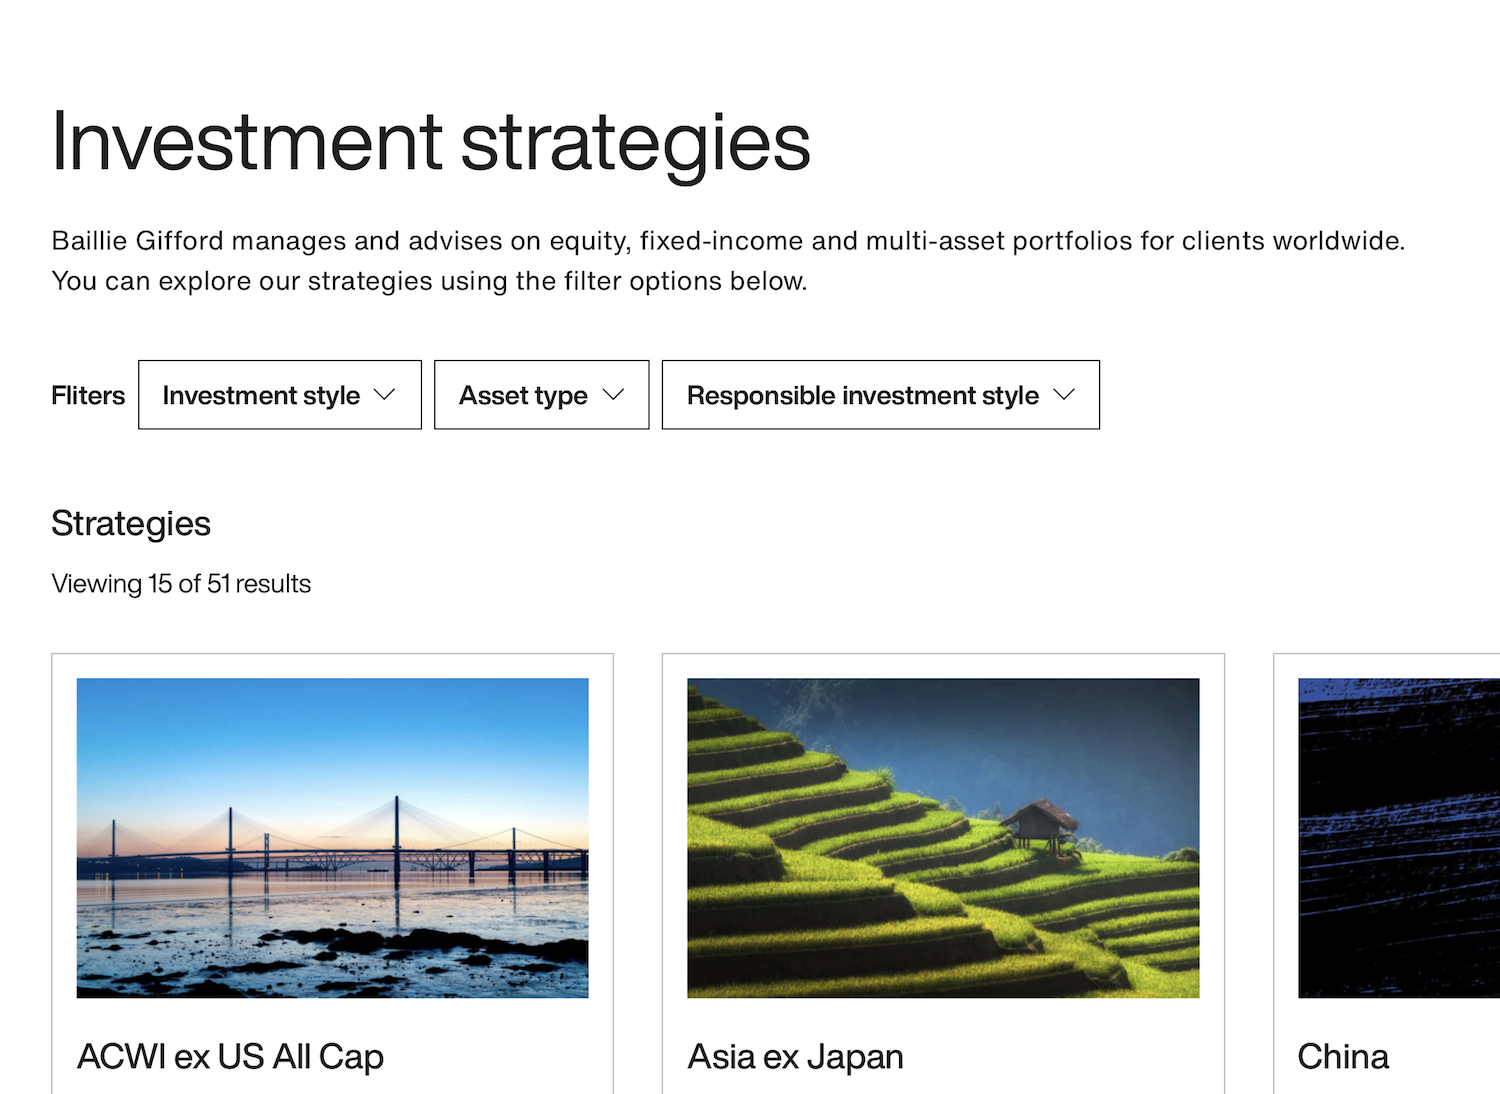 Investment strategies
Baillie Gifford manages and advises on equity, fixed-income and multi-asset portfolios for clients worldwide.
You can explore our strategies using the filter options below.
Fliters Investment style Asset type Responsible investment style
Strategies
Viewing 15 of 51 results
ACWI ex US All Cap Asia ex Japan China